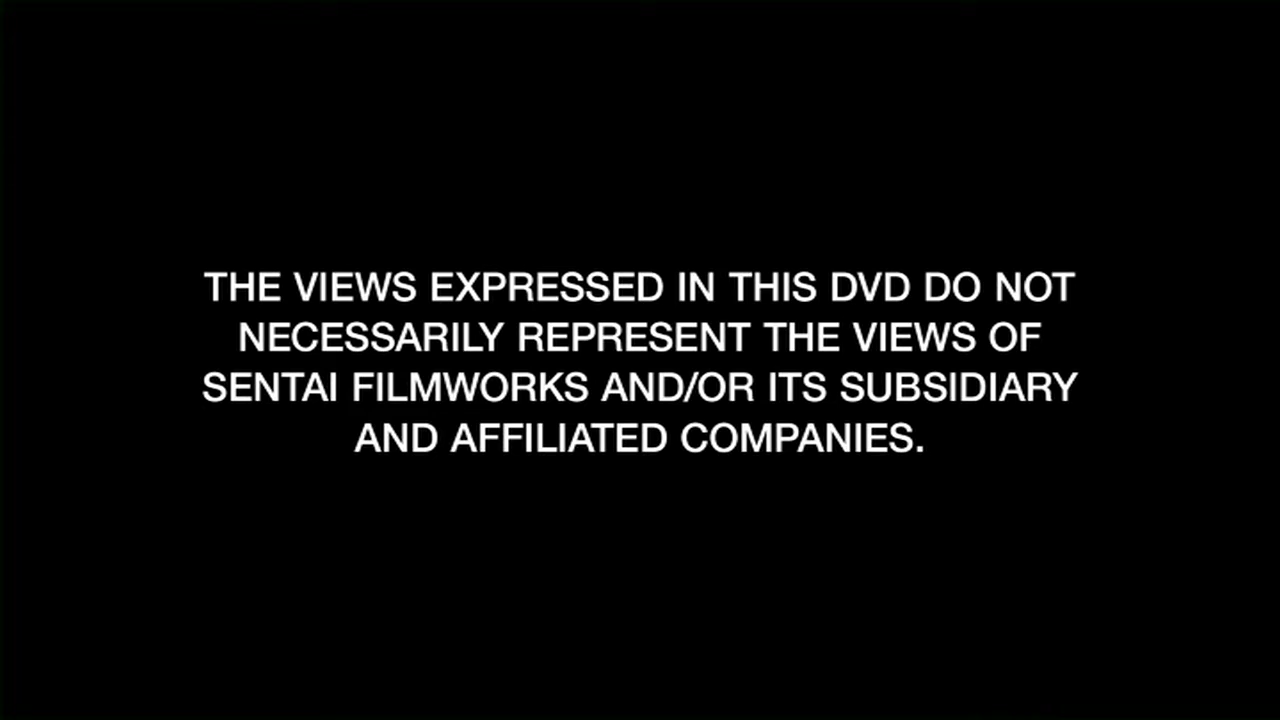 THE VIEWS EXPRESSED IN THIS DVD DO NOT
NECESSARILY REPRESENT THE VIEWS OF
SENTAI FILMWORKS AND/OR ITS SUBSIDIARY
AND AFFILIATED COMPANIES.